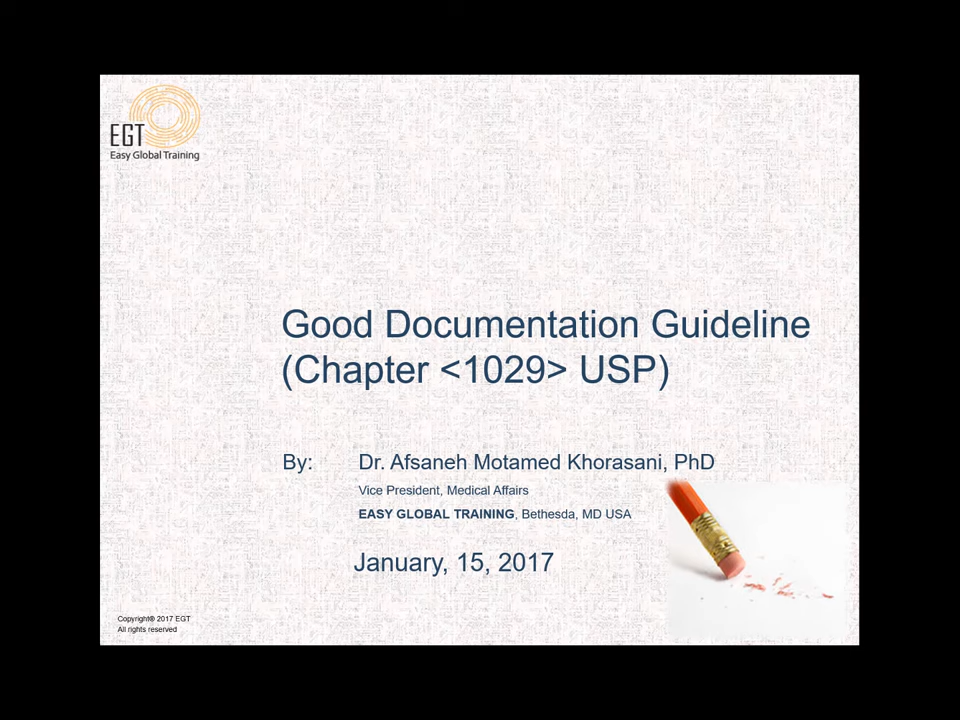 EGT
Easy Global Training
Good Documentation Guideline
(Chapter <1029> USP)
By: Dr. Afsaneh Motamed Khorasani, PhD
Vice President, Medical Affairs
EASY GLOBAL TRAINING, Bethesda, MD USA
January, 15, 2017
Copyright® 2017 EGT
All rights reserved